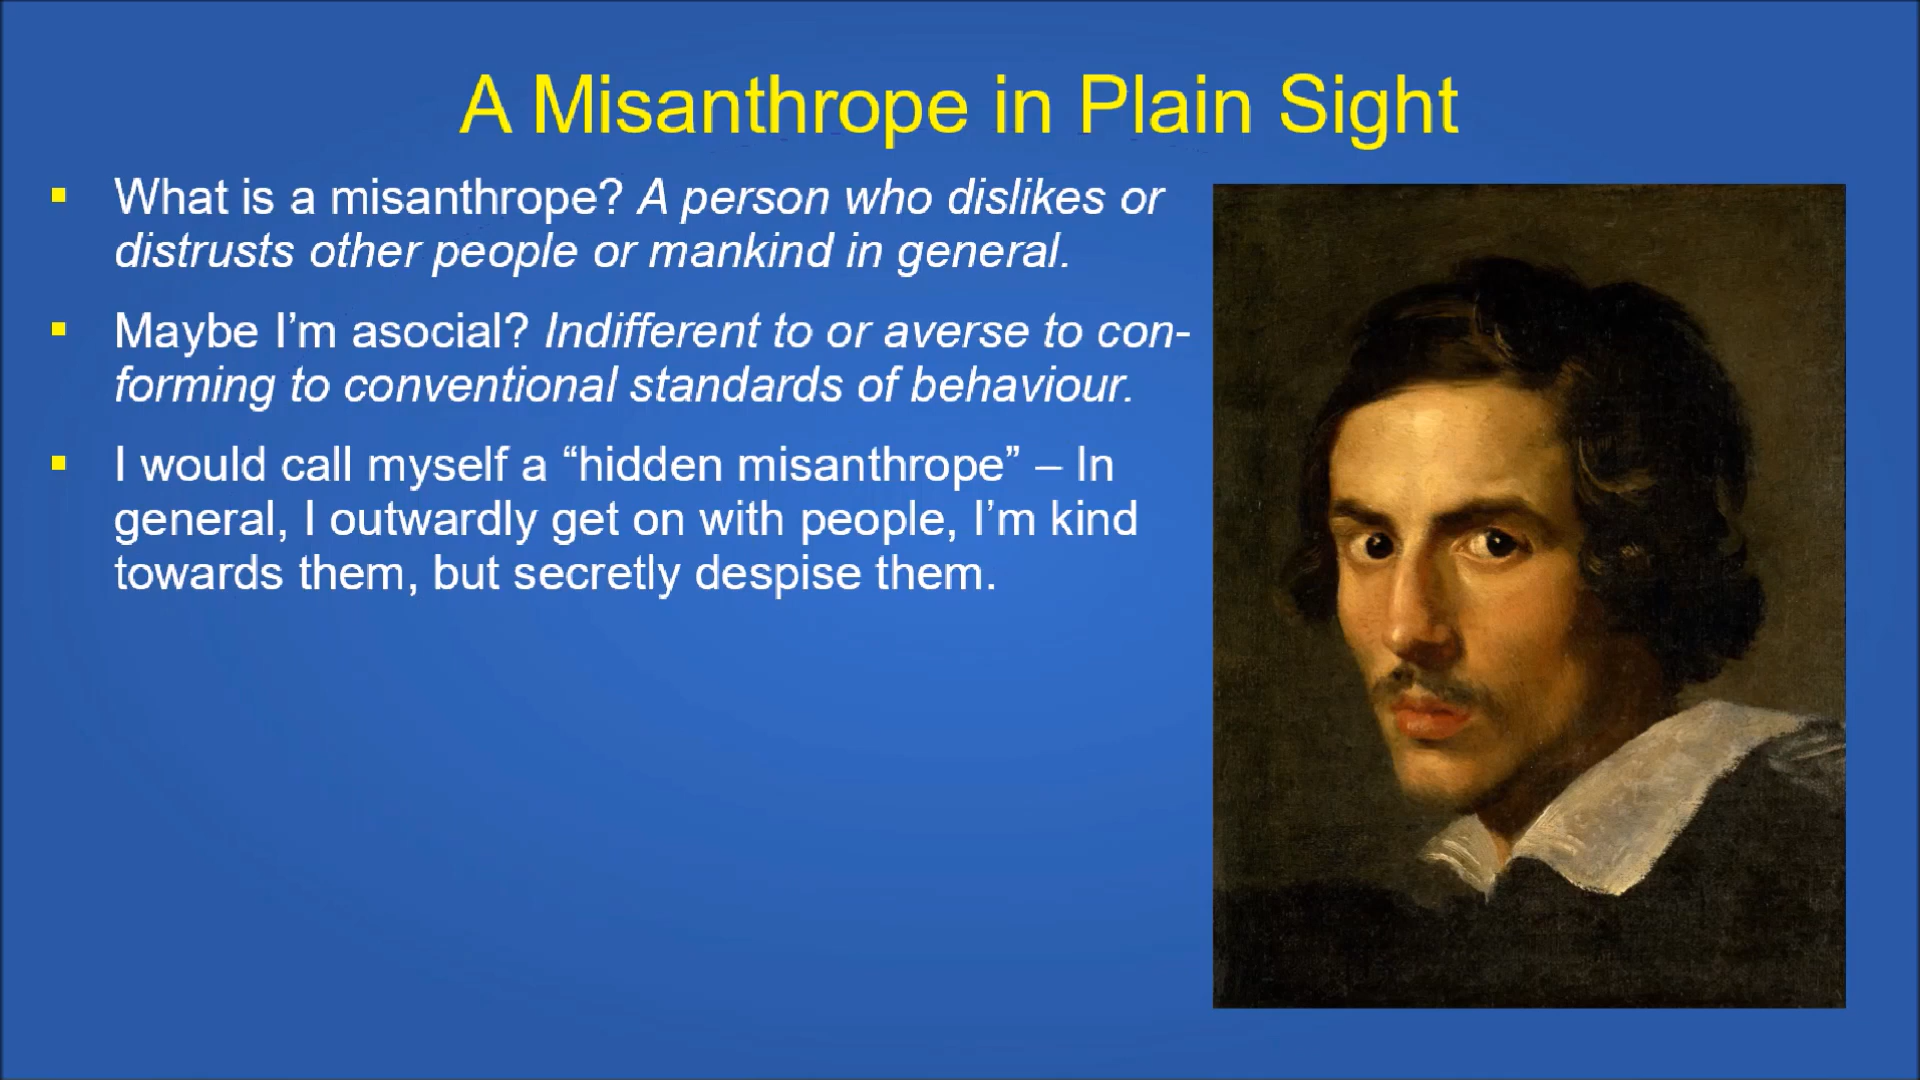 A Misanthrope in Plain Sight
What is a misanthrope? A person who dislikes or
distrusts other people or mankind in general.
Maybe I’m asocial? Indifferent to or averse to con-
forming to conventional standards of behaviour.
I would call myself a “hidden misanthrope” – In
general, I outwardly get on with people, I’m kind
towards them, but secretly despise them.